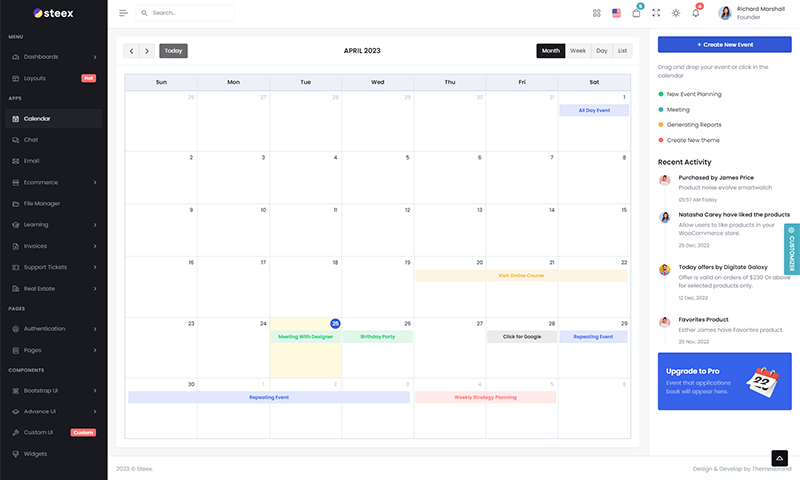 steex
Search...
5
4
Richard Marshall
Founder
MENU
Dashboards
Layouts
Hot
APPS
Calendar
Chat
Email
Ecommerce
File Manager
Learning
Invoices
Support Tickets
Real Estate
PAGES
Authentication
Pages
COMPONENTS
Bootstrap UI
Advance UI
Custom UI
Custom
Widgets
Today
APRIL 2023
Month Week Day List
Sun Mon Tue Wed Thu Fri Sat
26 27 28 29 30 31 1
All Day Event
2 3 4 5 6 7 8
9 10 11 12 13 14 15
16 17 18 19 20 21 22
Visit Online Course
23 24 25 26 27 28 29
Meeting With Designer
Birthday Party
Click for Google
Repeating Event
30 1 2 3 4 5 6
Repeating Event
Weekly Strategy Planning
+ Create New Event
Drag and drop your event or click in the
calendar
New Event Planning
Meeting
Generating Reports
Create New theme
Recent Activity
Purchased by James Price
Product noise evolve smartwatch
05:57 AM Today
Natasha Carey have liked the products
Allow users to like products in your
WooCommerce store.
25 Dec, 2022
Today offers by Digitate Galaxy
Offer is valid on orders of $230 Or above
for selected products only.
12 Dec, 2022
Favorites Product
Esther James have Favorites product.
25 Nov, 2022
Upgrade to Pro
Event that applications
book will appear here.
22
CUSTOMIZER
2023 © Steex.
Design & Develop by Themesbrand